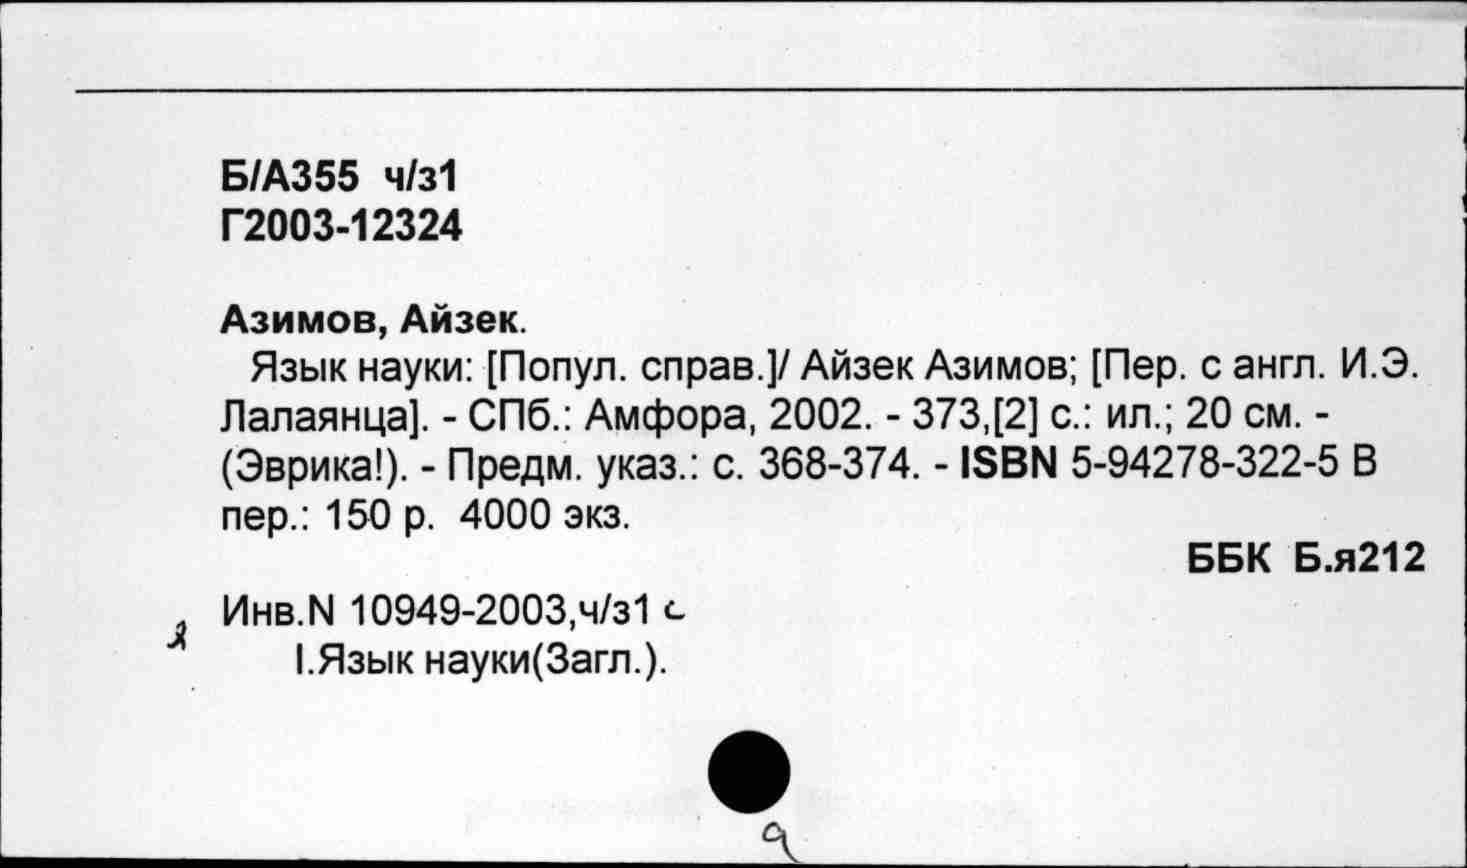 Б/А355 ч/з1
Г2003-12324
Азимов, Айзек.
Язык науки: [Попул. справ.]/ Айзек Азимов; [Пер. с англ. И.Э.
Лалаянца]. - СПб.: Амфора, 2002. - 373,[2] с.: ил.; 20 см. -
(Эврика!). - Предм. указ.: с. 368-374. - ISBN 5-94278-322-5 В
пер.: 150 р. 4000 экз.
ББК Б.я212
Инв.N 10949-2003,ч/з1 с
I.Язык науки(Загл.).